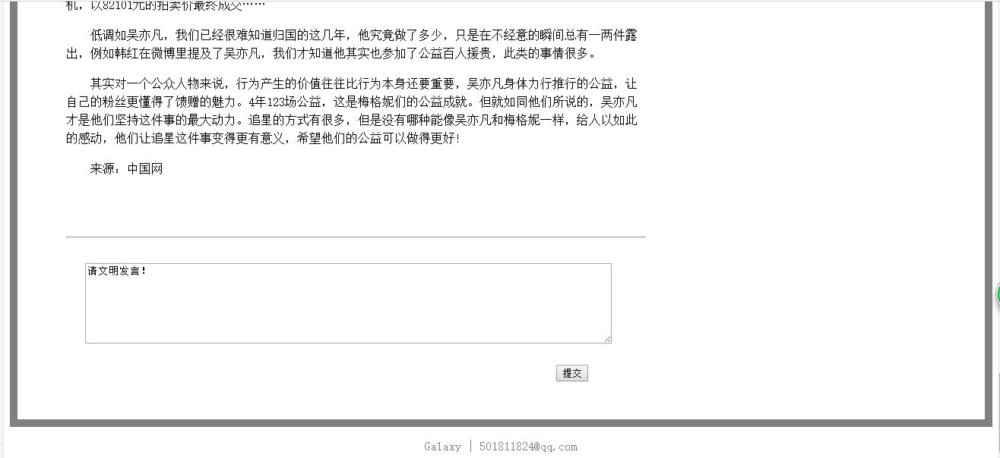 机，以82101元的拍卖价最终成交……
低调如吴亦凡，我们已经很难知道归国的这几年，他究竟做了多少，只是在不经意的瞬间总有一两件露
出，例如韩红在微博里提及了吴亦凡，我们才知道他其实也参加了公益百人援贵，此类的事情很多。
其实对一个公众人物来说，行为产生的价值往往比行为本身还要重要，吴亦凡身体力行推行的公益，让
自己的粉丝更懂得了馈赠的魅力。4年123场公益，这是梅格妮们的公益成就。但就如同他们所说的，吴亦凡
才是他们坚持这件事的最大动力。追星的方式有很多，但是没有哪种能像吴亦凡和梅格妮一样，给人以如此
的感动，他们让追星这件事变得更有意义，希望他们的公益可以做得更好！
来源：中国网
请文明发言！
提交
Galaxy | 501811824@qq.com